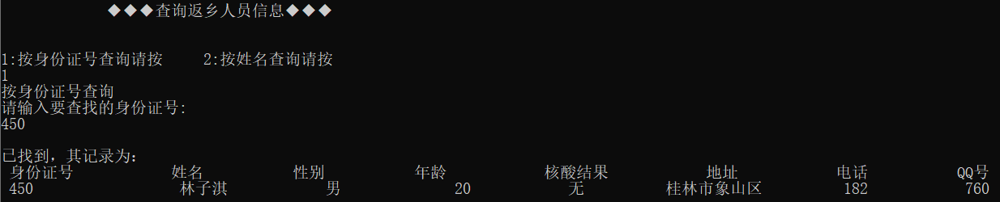 ◆◆◆查询返乡人员信息◆◆◆
1:按身份证号查询请按 2:按姓名查询请按
1
按身份证号查询
请输入要查找的身份证号:
450
已找到，其记录为:
身份证号 姓名 性别 年龄 核酸结果 地址 电话 QQ号
450 林子淇 男 20 无 桂林市象山区 182 760